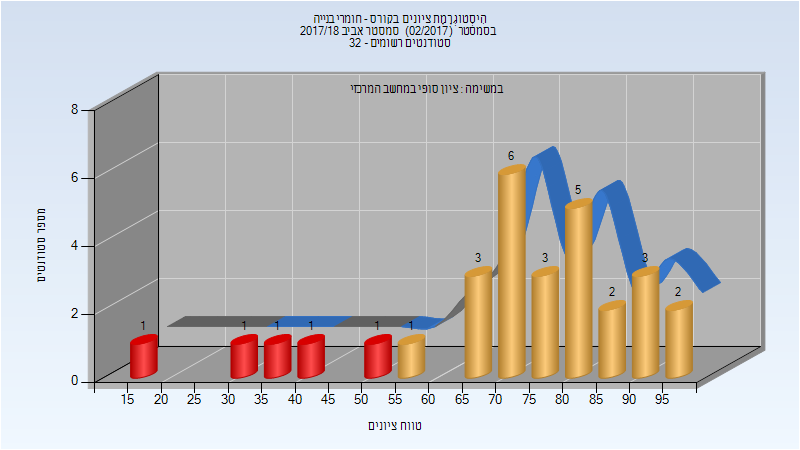 היסטוגרמת ציונים בקורס - חומרי בנייה
בסמסטר (02/2017) סמסטר אביב 2017/18
סטודנטים רשומים - 32
במשימה : ציון סופי במחשב המרכזי
מספר סטודנטים
8
6
4
2
0
1 1 1 1 1 1 3 6 3 5 2 3 2
15 20 25 30 35 40 45 50 55 60 65 70 75 80 85 90 95
טווח ציונים